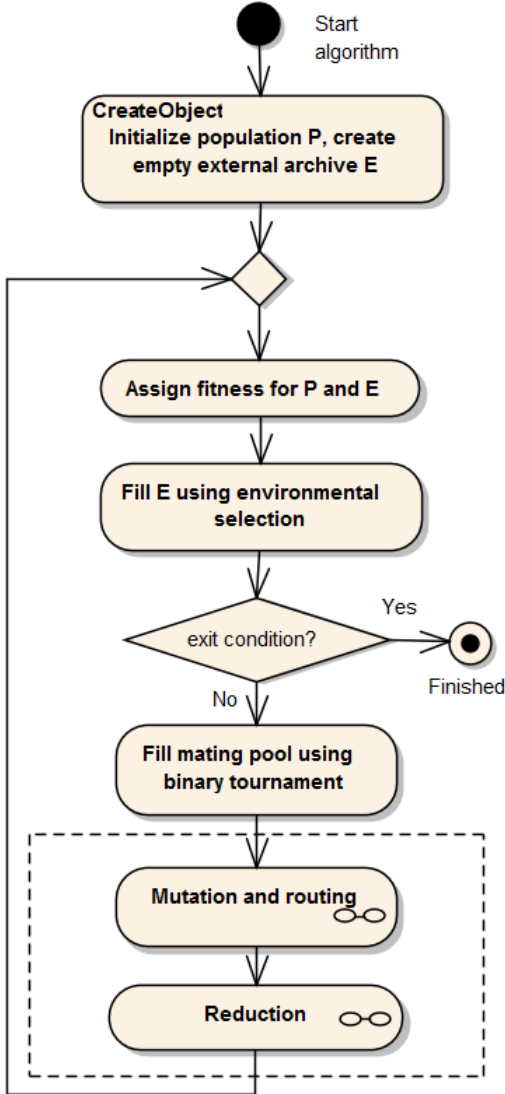 Start
algorithm
CreateObject
Initialize population P, create
empty external archive E
Assign fitness for P and E
Fill E using environmental
selection
exit condition?
Yes
Finished
No
Fill mating pool using
binary tournament
Mutation and routing
Reduction